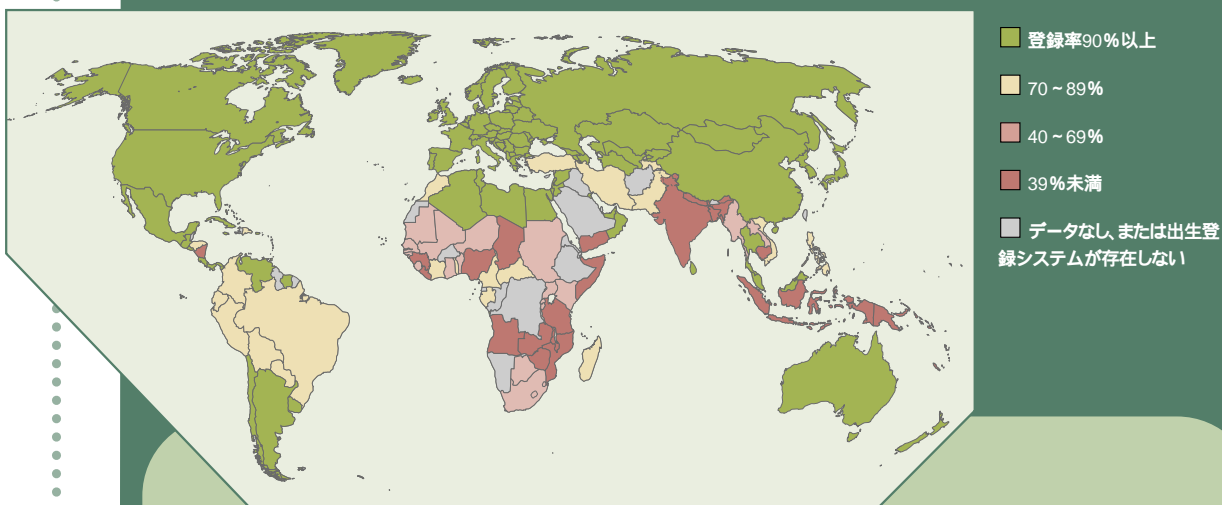 登録率90%以上
70~89%
40~69%
39%未満
データなし、または出生登
録システムが存在しない